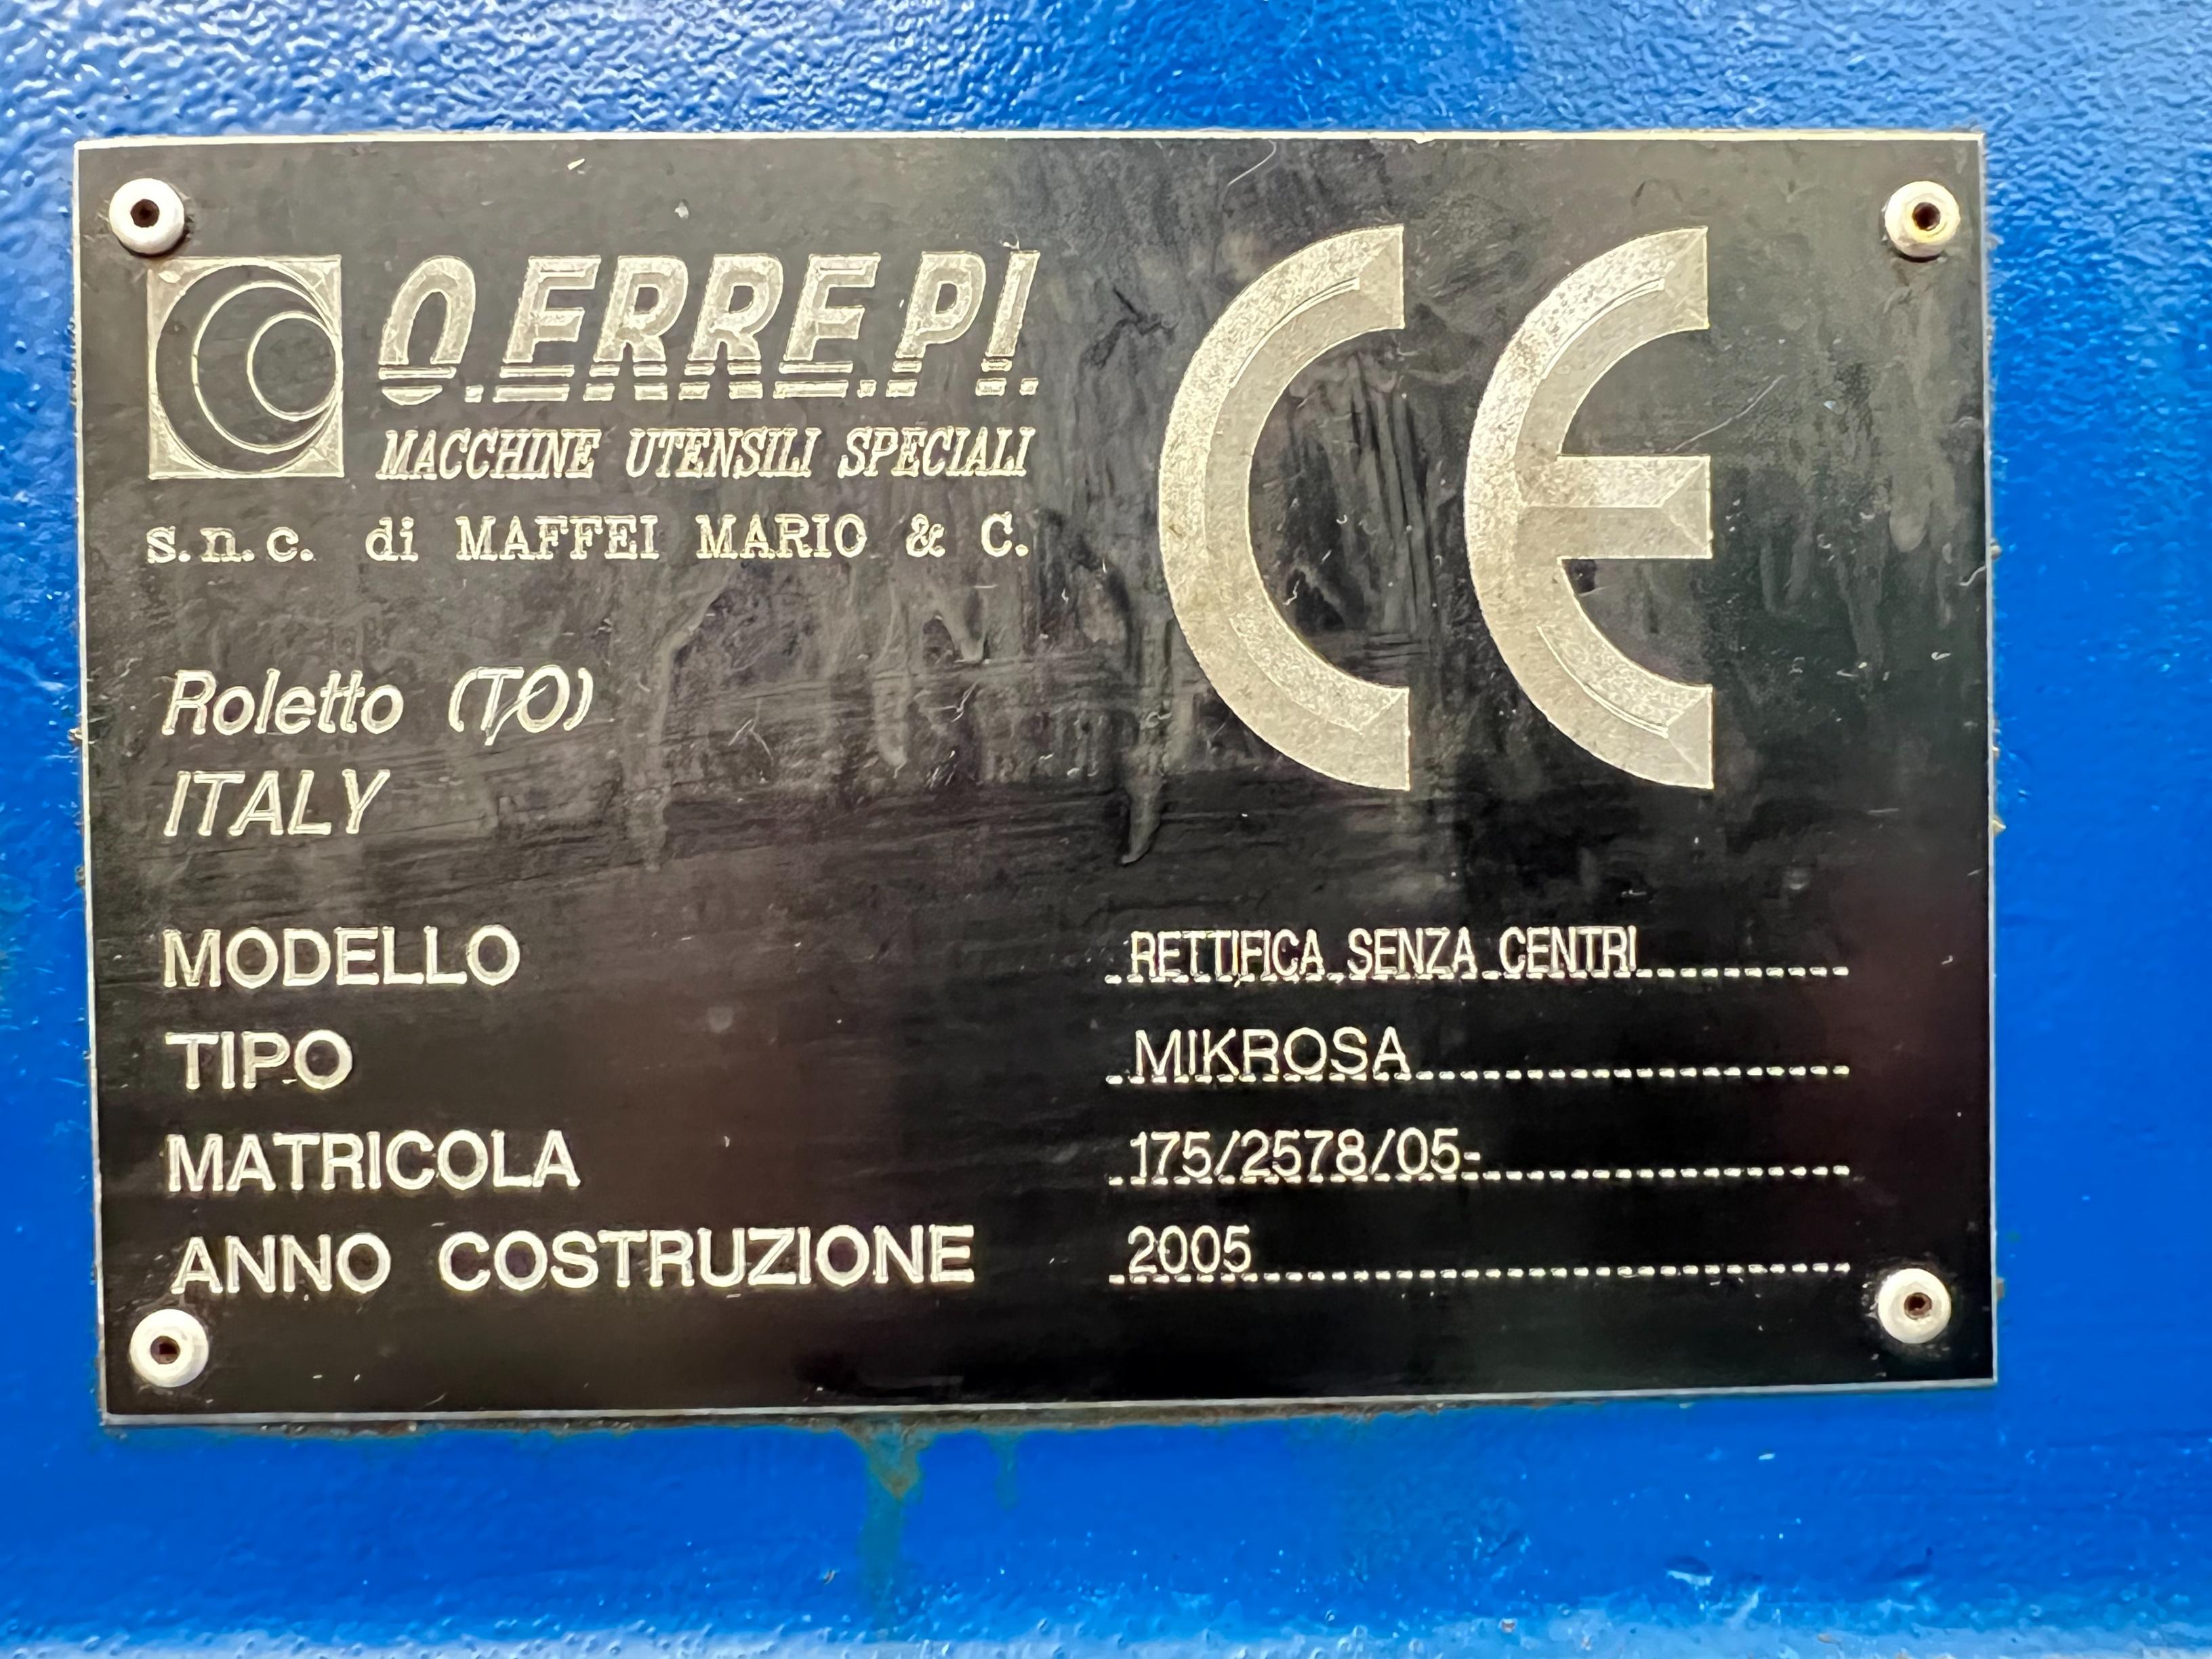 O.ERRE.PI.
MACCHINE UTENSILI SPECIALI
s.n.c. di MAFFEI MARIO & C.
CE
Roletto (TO)
ITALY
MODELLO RETTIFICA SENZA CENTRI
TIPO MIKROSA
MATRICOLA 175/2578/05-
ANNO COSTRUZIONE 2005